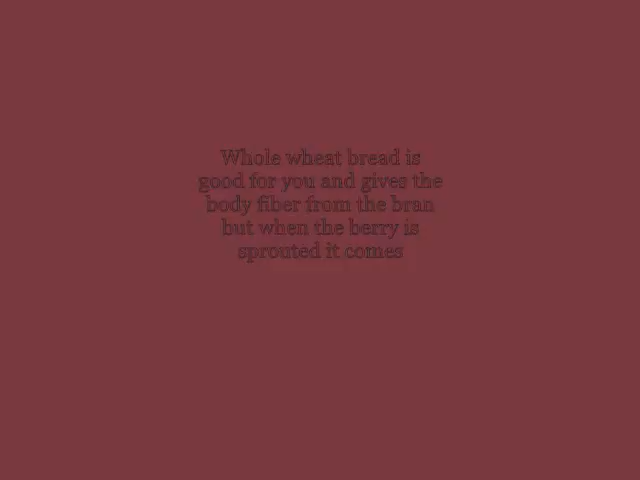 Whole wheat bread is
good for you and gives the
body fiber from the bran
but when the berry is
sprouted it comes